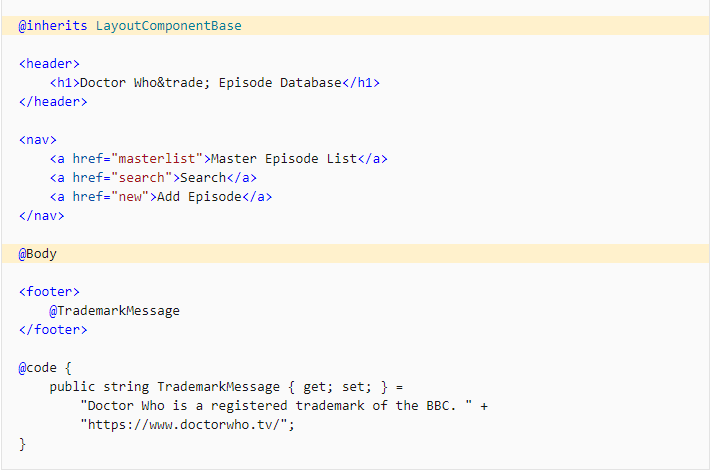 @inherits LayoutComponentBase
<header>
<h1>Doctor Who&trade; Episode Database</h1>
</header>
<nav>
<a href="masterlist">Master Episode List</a>
<a href="search">Search</a>
<a href="new">Add Episode</a>
</nav>
@Body
<footer>
@TrademarkMessage
</footer>
@code {
public string TrademarkMessage { get; set; } =
"Doctor Who is a registered trademark of the BBC. " +
"https://www.doctorwho.tv/";
}